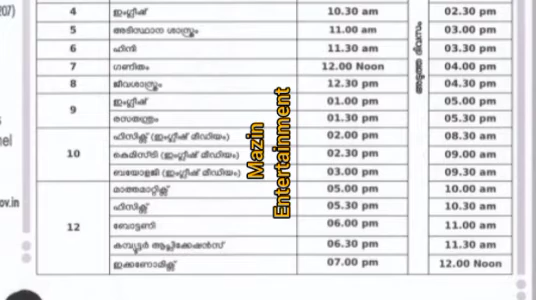 207)
4 ഇംഗ്ലീഷ് 10.30 am 02.30 pm
5 അടിസ്ഥാന ശാസ്ത്രം 11.00 am 03.00 pm
6 ഹിന്ദി 11.30 am 03.30 pm
7 ഗണിതം 12.00 Noon 04.00 pm
8 ജീവശാസ്ത്രം 12.30 pm 04.30 pm
9 ഇംഗ്ലീഷ് 01.00 pm 05.00 pm
രസതന്ത്രം 01.30 pm 05.30 pm
10 ഫിസിക്സ് (ഇംഗ്ലീഷ് മീഡിയം) 02.00 pm 08.30 am
കെമിസ്ട്രി (ഇംഗ്ലീഷ് മീഡിയം) 02.30 pm 09.00 am
ബയോളജി (ഇംഗ്ലീഷ് മീഡിയം) 03.00 pm 09.30 am
12 മാത്തമാറ്റിക്സ് 05.00 pm 10.00 am
ഫിസിക്സ് 05.30 pm 10.30 am
ബോട്ടണി 06.00 pm 11.00 am
കമ്പ്യൂട്ടർ ആപ്ലിക്കേഷൻസ് 06.30 pm 11.30 am
ഇക്കണോമിക്സ് 07.00 pm 12.00 Noon
അടുത്ത ദിവസം
nel
ov.in
Mazin
Entertainment